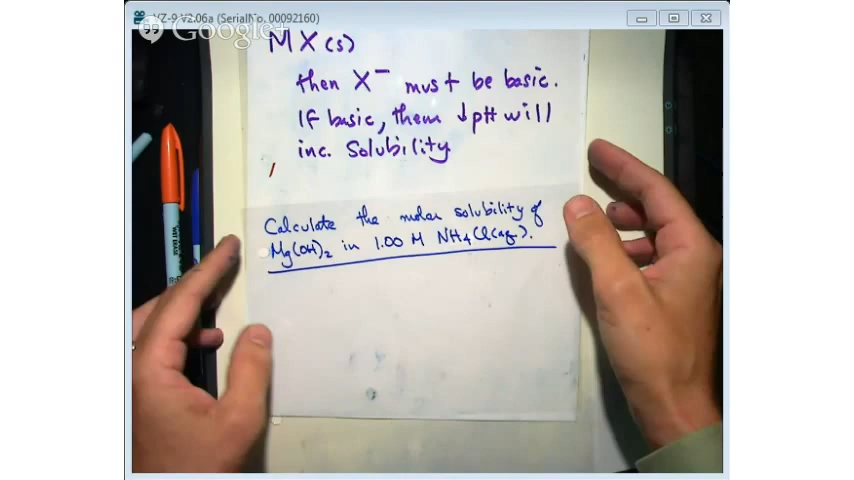 VZ-9 V2.06a (SerialNo. 00092160)
Google+
MX(s)
then X⁻ must be basic.
If basic, them ↓ pH will
inc. Solubility
Calculate the molar solubility of
Mg(OH)₂ in 1.00 M NH₄Cl(aq).